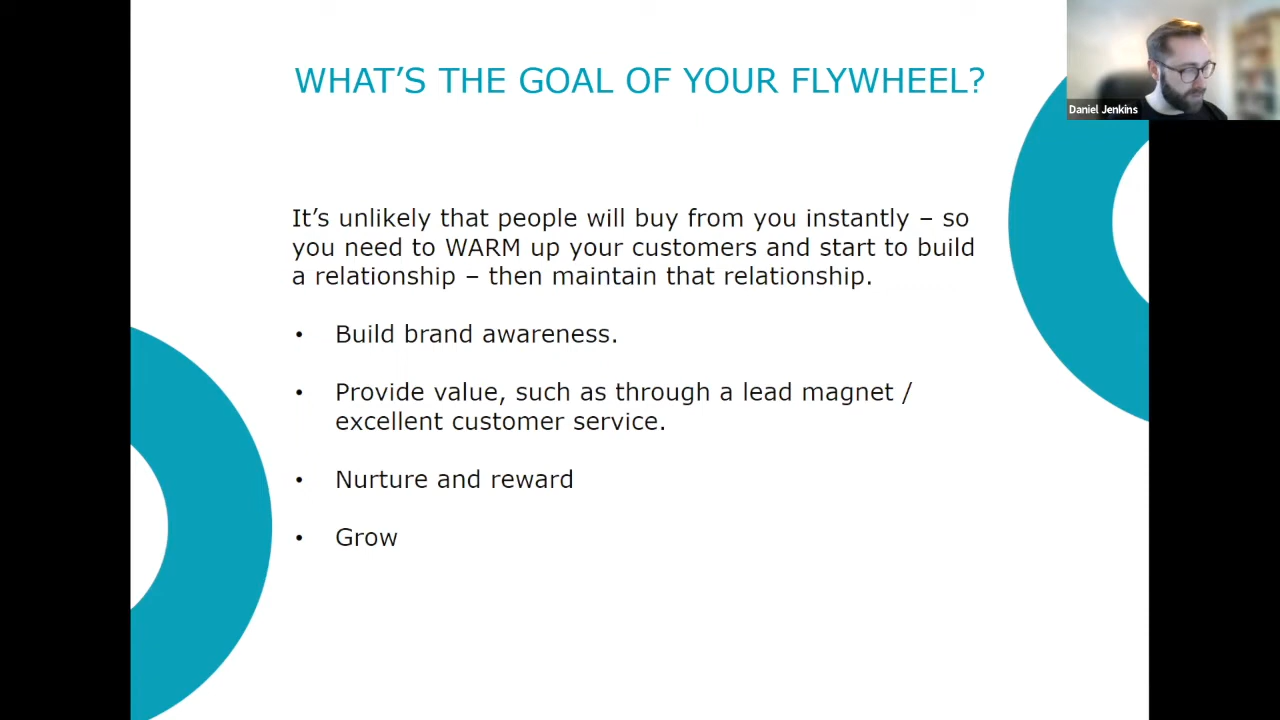 WHAT'S THE GOAL OF YOUR FLYWHEEL?
Daniel Jenkins
It’s unlikely that people will buy from you instantly – so
you need to WARM up your customers and start to build
a relationship – then maintain that relationship.
• Build brand awareness.
• Provide value, such as through a lead magnet /
excellent customer service.
• Nurture and reward
• Grow